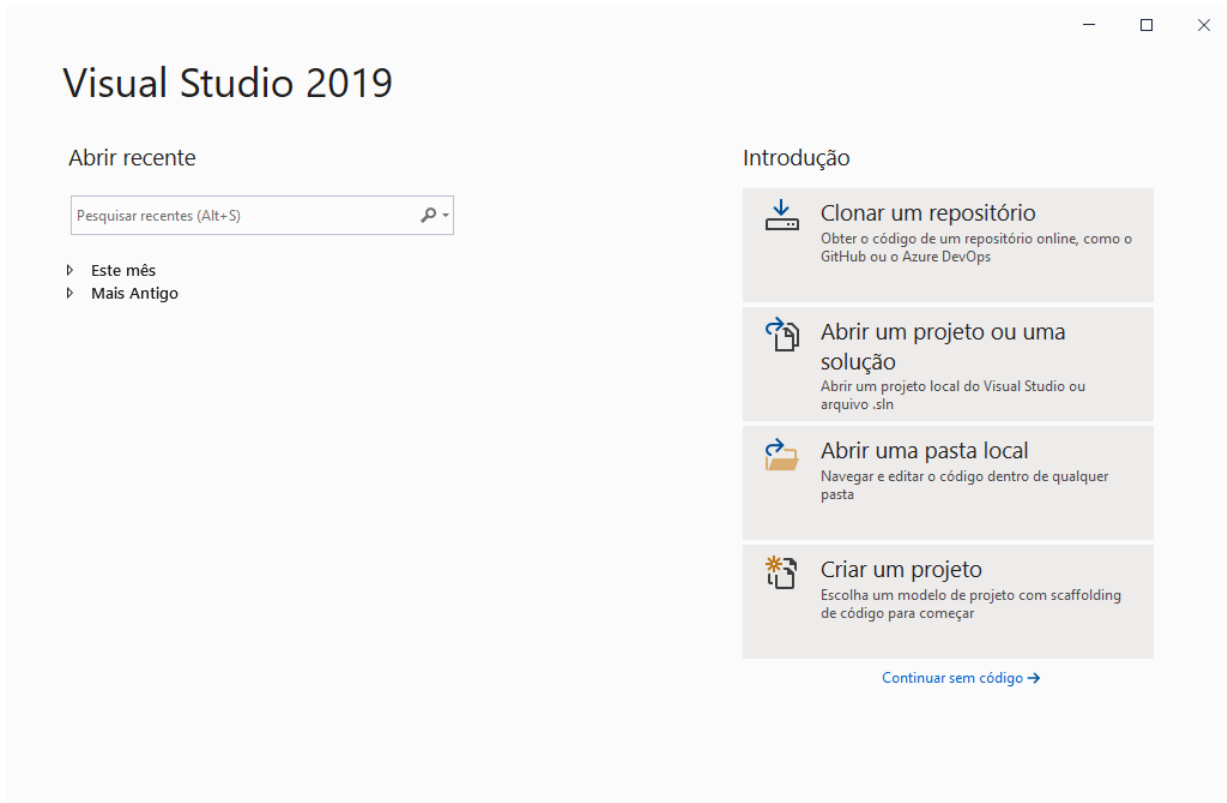 Visual Studio 2019
Abrir recente
Pesquisar recentes (Alt+S)
Este mês
Mais Antigo
Introdução
Clonar um repositório
Obter o código de um repositório online, como o
GitHub ou o Azure DevOps
Abrir um projeto ou uma
solução
Abrir um projeto local do Visual Studio ou
arquivo .sln
Abrir uma pasta local
Navegar e editar o código dentro de qualquer
pasta
Criar um projeto
Escolha um modelo de projeto com scaffolding
de código para começar
Continuar sem código →